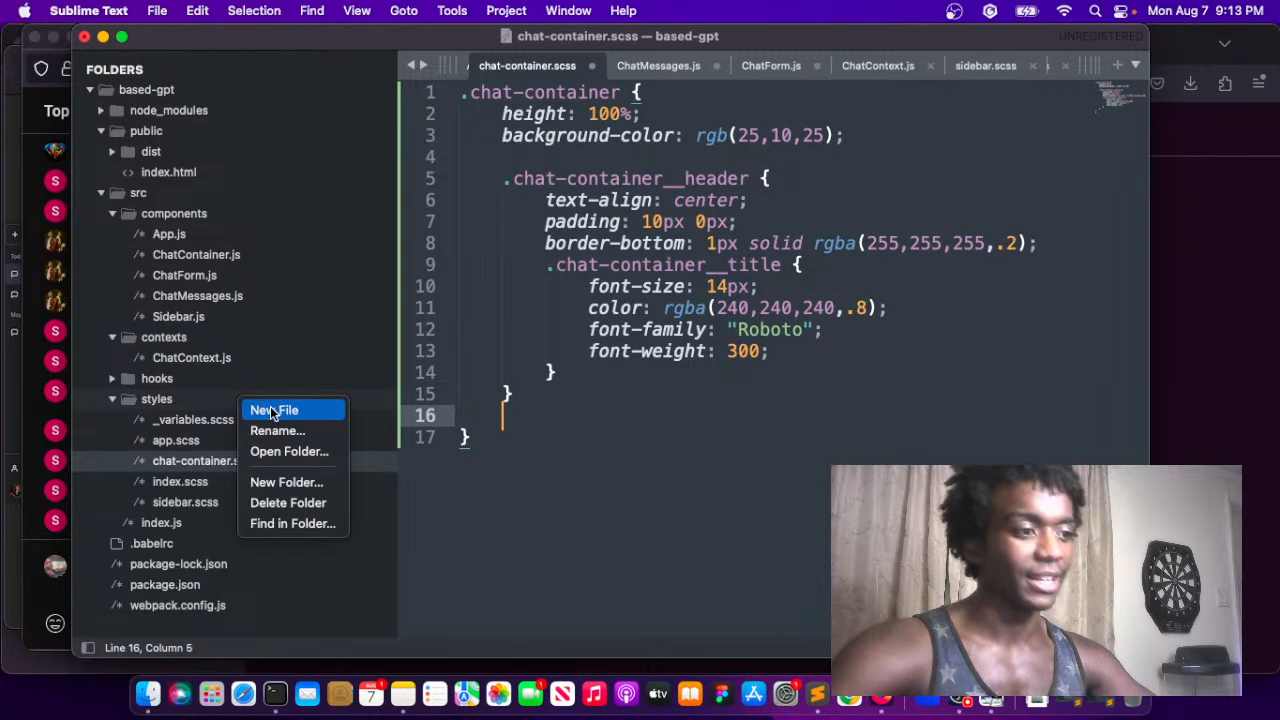 Sublime Text File Edit Selection Find View Goto Tools Project Window Help Mon Aug 7 9:13 PM
chat-container.scss — based-gpt UNREGISTERED
FOLDERS
chat-container.scss ChatMessages.js ChatForm.js ChatContext.js sidebar.scss
based-gpt
node_modules
public
dist
index.html
src
components
App.js
ChatContainer.js
ChatForm.js
ChatMessages.js
Sidebar.js
contexts
ChatContext.js
hooks
styles
_variables.scss
app.scss
chat-container.s
index.scss
sidebar.scss
index.js
.babelrc
package-lock.json
package.json
webpack.config.js
New File
Rename...
Open Folder...
New Folder...
Delete Folder
Find in Folder...
1 .chat-container {
2 height: 100%;
3 background-color: rgb(25,10,25);
4
5 .chat-container__header {
6 text-align: center;
7 padding: 10px 0px;
8 border-bottom: 1px solid rgba(255,255,255,.2);
9 .chat-container__title {
10 font-size: 14px;
11 color: rgba(240,240,240,.8);
12 font-family: "Roboto";
13 font-weight: 300;
14 }
15 }
16
17 }
Top
S
S
S
S
S
S
S
S
S
Line 16, Column 5
AUG
7
tv